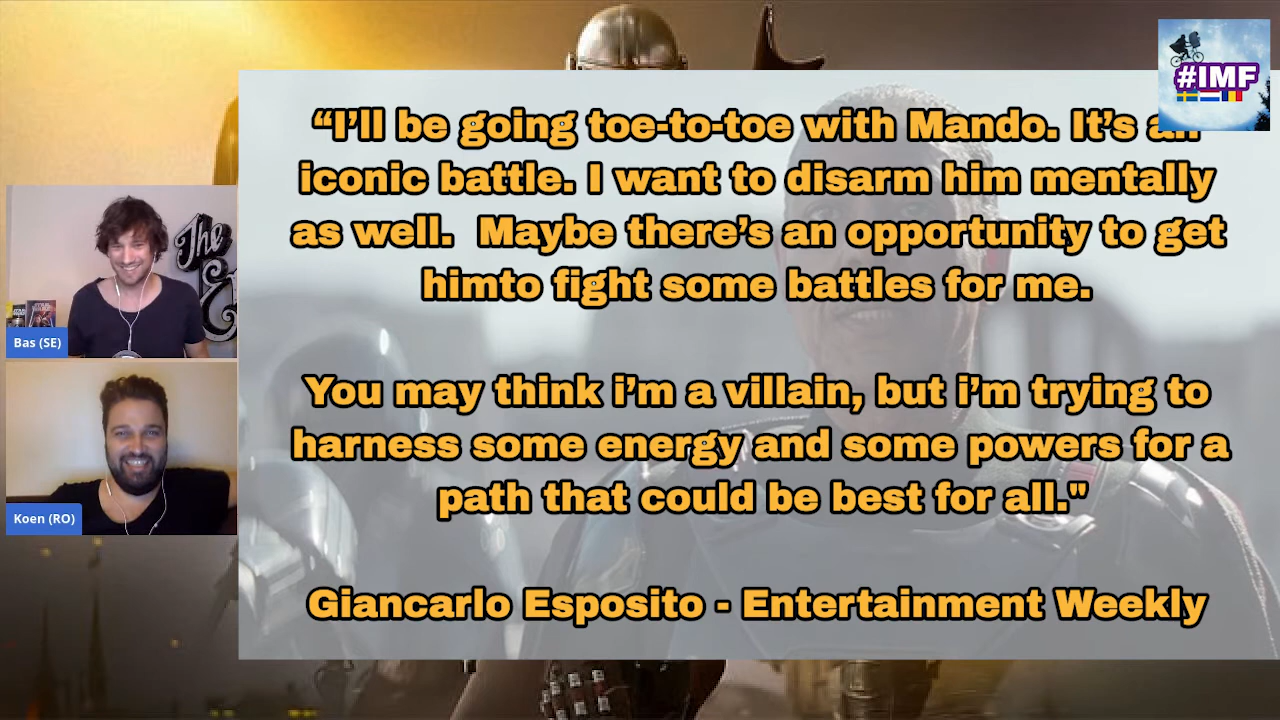 #IMF
“I’ll be going toe-to-toe with Mando. It’s an
iconic battle. I want to disarm him mentally
as well.  Maybe there’s an opportunity to get
himto fight some battles for me.
You may think i’m a villain, but i’m trying to
harness some energy and some powers for a
path that could be best for all."
Giancarlo Esposito - Entertainment Weekly
The
Bas (SE)
Koen (RO)